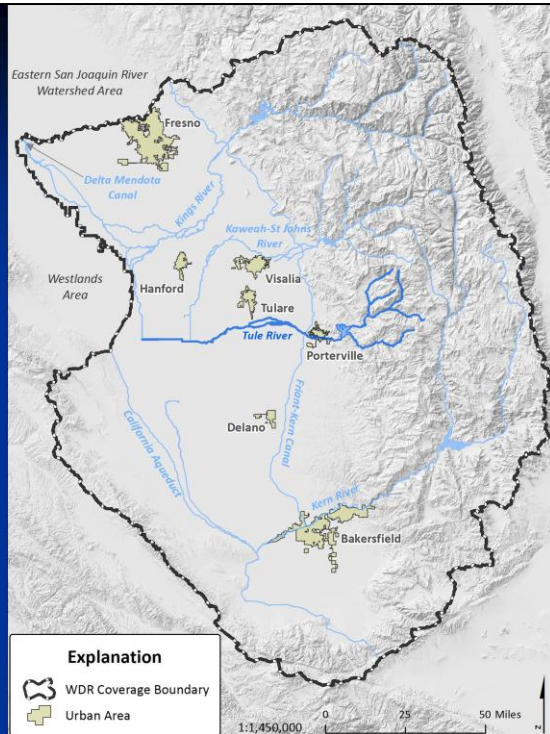 Eastern San Joaquin River
Watershed Area
Fresno
Delta Mendota
Canal
Kings River
Kaweah-St Johns
River
Westlands
Area
Hanford
Visalia
Tulare
Tule River
Porterville
Friant-Kern Canal
California Aqueduct
Delano
Kern River
Bakersfield
Explanation
WDR Coverage Boundary
Urban Area
1:1,450,000
0 25 50 Miles
N